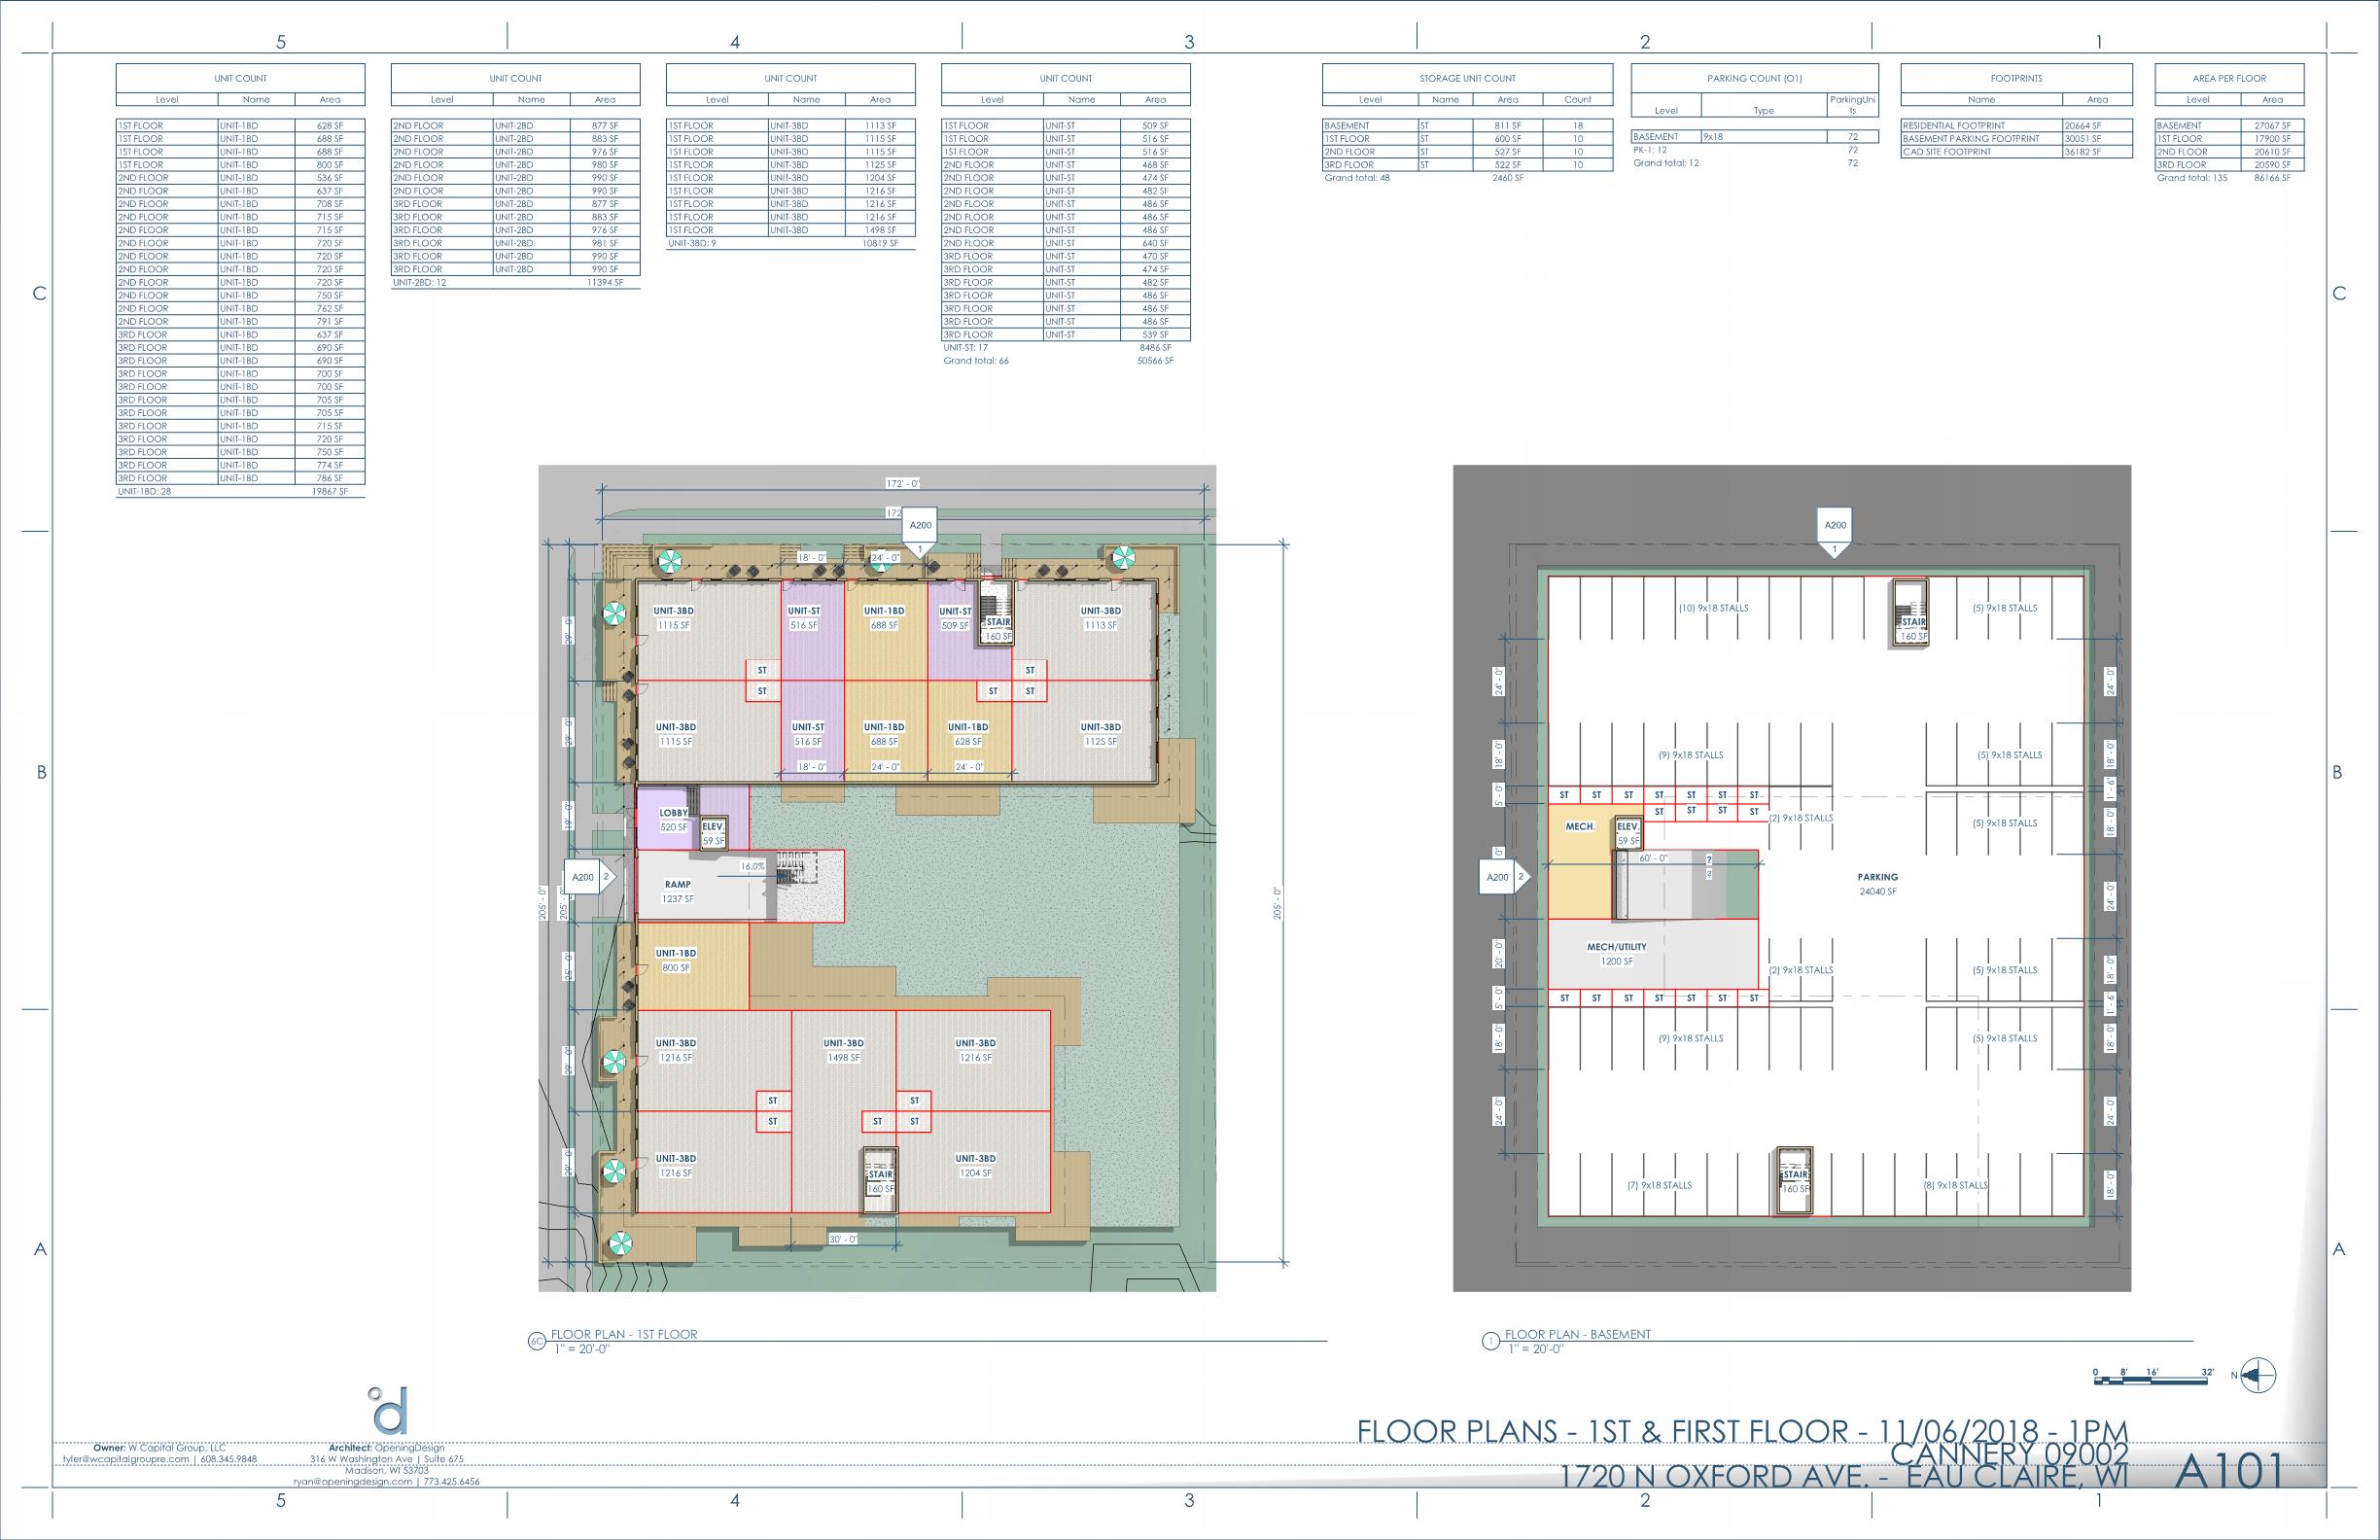 5 4 3 2 1
UNIT COUNT
Level Name Area
1ST FLOOR UNIT-1BD 628 SF
1ST FLOOR UNIT-1BD 688 SF
1ST FLOOR UNIT-1BD 688 SF
1ST FLOOR UNIT-1BD 800 SF
2ND FLOOR UNIT-1BD 536 SF
2ND FLOOR UNIT-1BD 637 SF
2ND FLOOR UNIT-1BD 708 SF
2ND FLOOR UNIT-1BD 715 SF
2ND FLOOR UNIT-1BD 715 SF
2ND FLOOR UNIT-1BD 720 SF
2ND FLOOR UNIT-1BD 720 SF
2ND FLOOR UNIT-1BD 720 SF
2ND FLOOR UNIT-1BD 720 SF
2ND FLOOR UNIT-1BD 750 SF
2ND FLOOR UNIT-1BD 762 SF
2ND FLOOR UNIT-1BD 791 SF
3RD FLOOR UNIT-1BD 637 SF
3RD FLOOR UNIT-1BD 690 SF
3RD FLOOR UNIT-1BD 690 SF
3RD FLOOR UNIT-1BD 700 SF
3RD FLOOR UNIT-1BD 700 SF
3RD FLOOR UNIT-1BD 705 SF
3RD FLOOR UNIT-1BD 705 SF
3RD FLOOR UNIT-1BD 715 SF
3RD FLOOR UNIT-1BD 720 SF
3RD FLOOR UNIT-1BD 750 SF
3RD FLOOR UNIT-1BD 774 SF
3RD FLOOR UNIT-1BD 786 SF
UNIT-1BD: 28 19867 SF
UNIT COUNT
Level Name Area
2ND FLOOR UNIT-2BD 877 SF
2ND FLOOR UNIT-2BD 883 SF
2ND FLOOR UNIT-2BD 976 SF
2ND FLOOR UNIT-2BD 980 SF
2ND FLOOR UNIT-2BD 990 SF
2ND FLOOR UNIT-2BD 990 SF
3RD FLOOR UNIT-2BD 877 SF
3RD FLOOR UNIT-2BD 883 SF
3RD FLOOR UNIT-2BD 976 SF
3RD FLOOR UNIT-2BD 981 SF
3RD FLOOR UNIT-2BD 990 SF
3RD FLOOR UNIT-2BD 990 SF
UNIT-2BD: 12 11394 SF
UNIT COUNT
Level Name Area
1ST FLOOR UNIT-3BD 1113 SF
1ST FLOOR UNIT-3BD 1115 SF
1ST FLOOR UNIT-3BD 1115 SF
1ST FLOOR UNIT-3BD 1125 SF
1ST FLOOR UNIT-3BD 1204 SF
1ST FLOOR UNIT-3BD 1216 SF
1ST FLOOR UNIT-3BD 1216 SF
1ST FLOOR UNIT-3BD 1216 SF
1ST FLOOR UNIT-3BD 1498 SF
UNIT-3BD: 9 10819 SF
UNIT COUNT
Level Name Area
1ST FLOOR UNIT-ST 509 SF
1ST FLOOR UNIT-ST 516 SF
1ST FLOOR UNIT-ST 516 SF
2ND FLOOR UNIT-ST 468 SF
2ND FLOOR UNIT-ST 474 SF
2ND FLOOR UNIT-ST 482 SF
2ND FLOOR UNIT-ST 486 SF
2ND FLOOR UNIT-ST 486 SF
2ND FLOOR UNIT-ST 486 SF
2ND FLOOR UNIT-ST 640 SF
3RD FLOOR UNIT-ST 470 SF
3RD FLOOR UNIT-ST 474 SF
3RD FLOOR UNIT-ST 482 SF
3RD FLOOR UNIT-ST 486 SF
3RD FLOOR UNIT-ST 486 SF
3RD FLOOR UNIT-ST 486 SF
3RD FLOOR UNIT-ST 539 SF
UNIT-ST: 17 8486 SF
Grand total: 66 50566 SF
STORAGE UNIT COUNT
Level Name Area Count
BASEMENT ST 811 SF 18
1ST FLOOR ST 600 SF 10
2ND FLOOR ST 527 SF 10
3RD FLOOR ST 522 SF 10
Grand total: 48 2460 SF
PARKING COUNT (O1)
Level Type ParkingUni
ts
BASEMENT 9x18 72
PK-1: 12 72
Grand total: 12 72
FOOTPRINTS
Name Area
RESIDENTIAL FOOTPRINT 20664 SF
BASEMENT PARKING FOOTPRINT 30051 SF
CAD SITE FOOTPRINT 36182 SF
AREA PER FLOOR
Level Area
BASEMENT 27067 SF
1ST FLOOR 17900 SF
2ND FLOOR 20610 SF
3RD FLOOR 20590 SF
Grand total: 135 86166 SF
C C
B B
A A
172' - 0"
172
A200
1
18' - 0" 24' - 0"
UNIT-3BD UNIT-ST UNIT-1BD UNIT-ST UNIT-3BD
1115 SF 516 SF 688 SF 509 SF 1113 SF
STAIR
160 SF
ST ST
ST ST ST
UNIT-3BD UNIT-ST UNIT-1BD UNIT-1BD UNIT-3BD
1115 SF 516 SF 688 SF 628 SF 1125 SF
18' - 0" 24' - 0" 24' - 0"
LOBBY
520 SF
ELEV.
59 SF
A200 2
16.0%
RAMP
1237 SF
UNIT-1BD
800 SF
UNIT-3BD UNIT-3BD UNIT-3BD
1216 SF 1498 SF 1216 SF
ST ST
ST ST ST
UNIT-3BD UNIT-3BD
1216 SF 1204 SF
STAIR
160 SF
30' - 0"
29' - 0"
29' - 0"
19' - 0"
25' - 0"
29' - 0"
29' - 0"
205' - 0" 205' - 0" 205' - 0"
6C FLOOR PLAN - 1ST FLOOR
1" = 20'-0"
A200
1
(10) 9x18 STALLS (5) 9x18 STALLS
STAIR
160 SF
(9) 9x18 STALLS (5) 9x18 STALLS
ST ST ST ST ST ST ST
ST ST ST ST
(2) 9x18 STALLS (5) 9x18 STALLS
MECH. ELEV.
59 SF
60' - 0" ?
?
A200 2
PARKING
24040 SF
MECH/UTILITY
1200 SF
(2) 9x18 STALLS (5) 9x18 STALLS
ST ST ST ST ST ST ST
(9) 9x18 STALLS (5) 9x18 STALLS
STAIR
160 SF
(7) 9x18 STALLS (8) 9x18 STALLS
24' - 0"
18' - 0"
5' - 0"
20' - 0"
5' - 0"
18' - 0"
24' - 0"
24' - 0"
18' - 0"
1' - 6"
18' - 0"
24' - 0"
18' - 0"
1' - 6"
18' - 0"
24' - 0"
18' - 0"
1 FLOOR PLAN - BASEMENT
1" = 20'-0"
0 8' 16' 32' N
d
Owner: W Capital Group, LLC
tyler@wcapitalgroupre.com | 608.345.9848
Architect: OpeningDesign
316 W Washington Ave | Suite 675
Madison, WI 53703
ryan@openingdesign.com | 773.425.6456
FLOOR PLANS - 1ST & FIRST FLOOR - 11/06/2018 - 1PM
CANNERY 09002
1720 N OXFORD AVE. - EAU CLAIRE, WI
A101
5 4 3 2 1